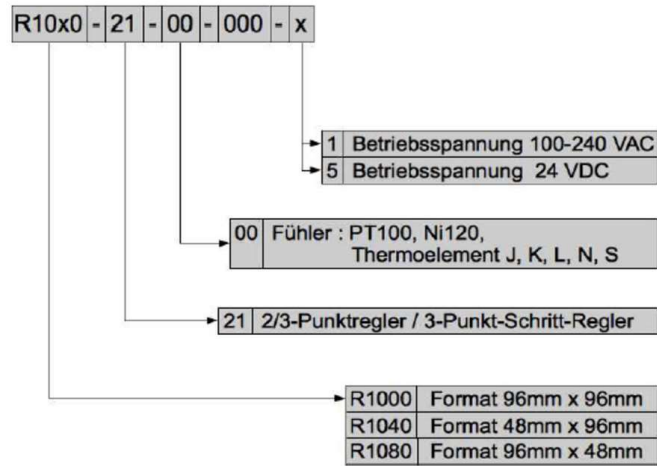 R10x0 - 21 - 00 - 000 - x
1 Betriebsspannung 100-240 VAC
5 Betriebsspannung 24 VDC
00 Fühler : PT100, Ni120,
Thermoelement J, K, L, N, S
21 2/3-Punktregler / 3-Punkt-Schritt-Regler
R1000 Format 96mm x 96mm
R1040 Format 48mm x 96mm
R1080 Format 96mm x 48mm